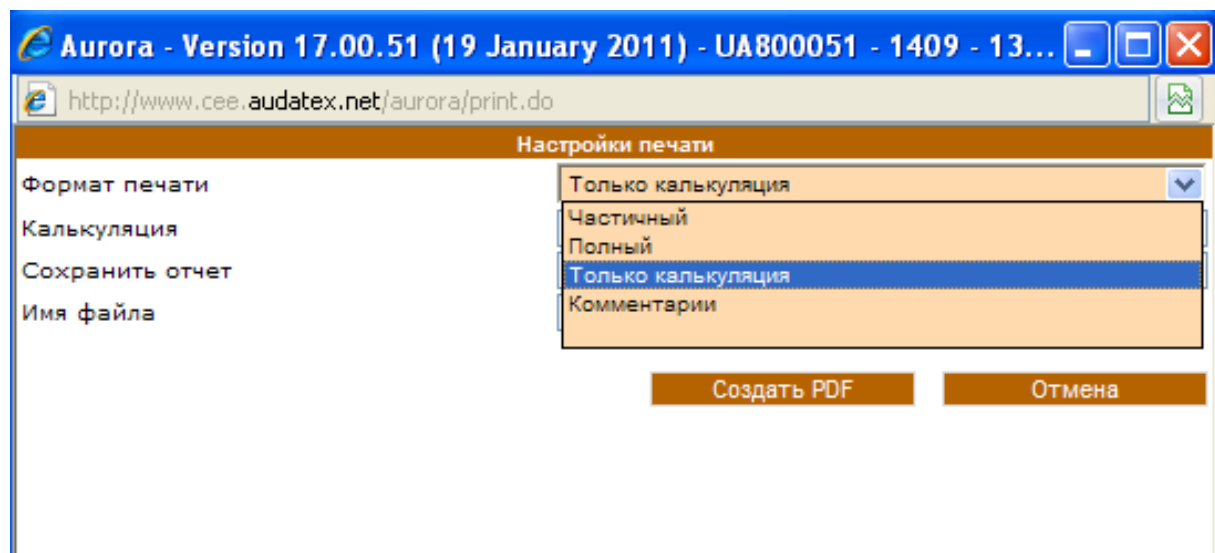 Aurora - Version 17.00.51 (19 January 2011) - UA800051 - 1409 - 13...
http://www.cee.audatex.net/aurora/print.do
Настройки печати
Формат печати
Только калькуляция
Калькуляция
Частичный
Полный
Сохранить отчет
Только калькуляция
Имя файла
Комментарии
Создать PDF
Отмена